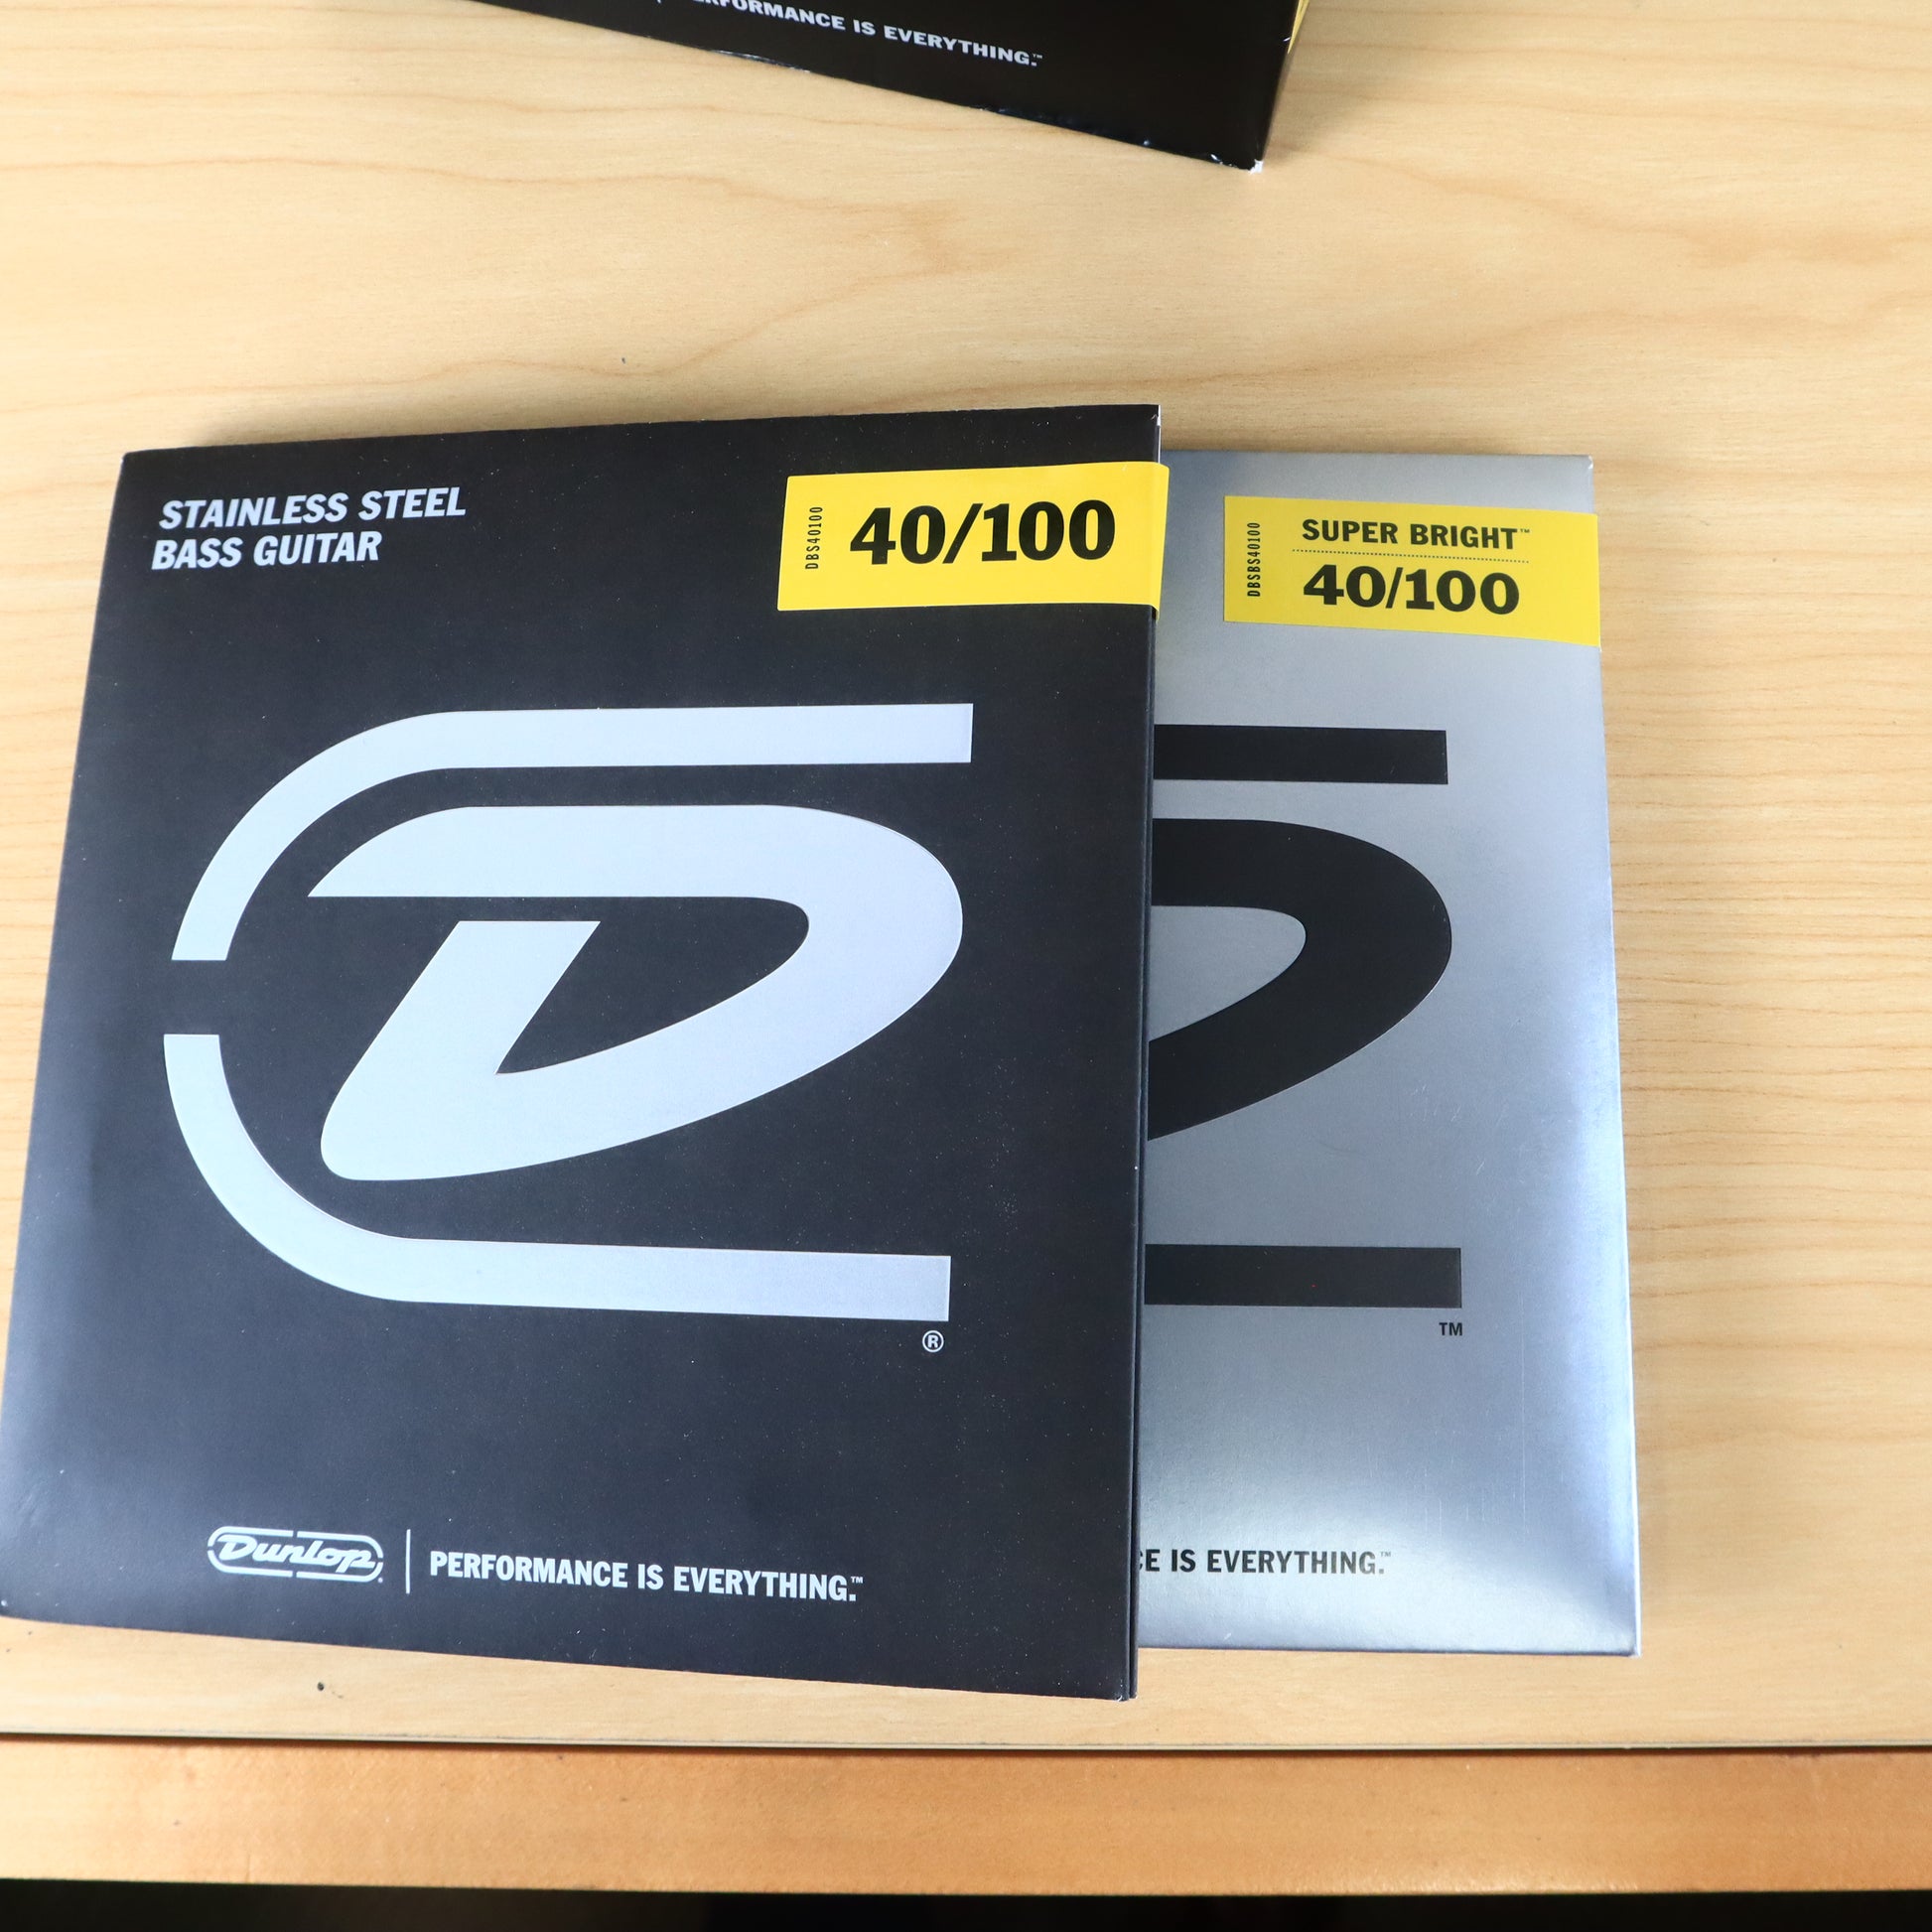 PERFORMANCE IS EVERYTHING.™
STAINLESS STEEL
BASS GUITAR
DBS40100
40/100
DBSBS40100
SUPER BRIGHT™
40/100
®
TM
Dunlop
PERFORMANCE IS EVERYTHING.™
CE IS EVERYTHING.™